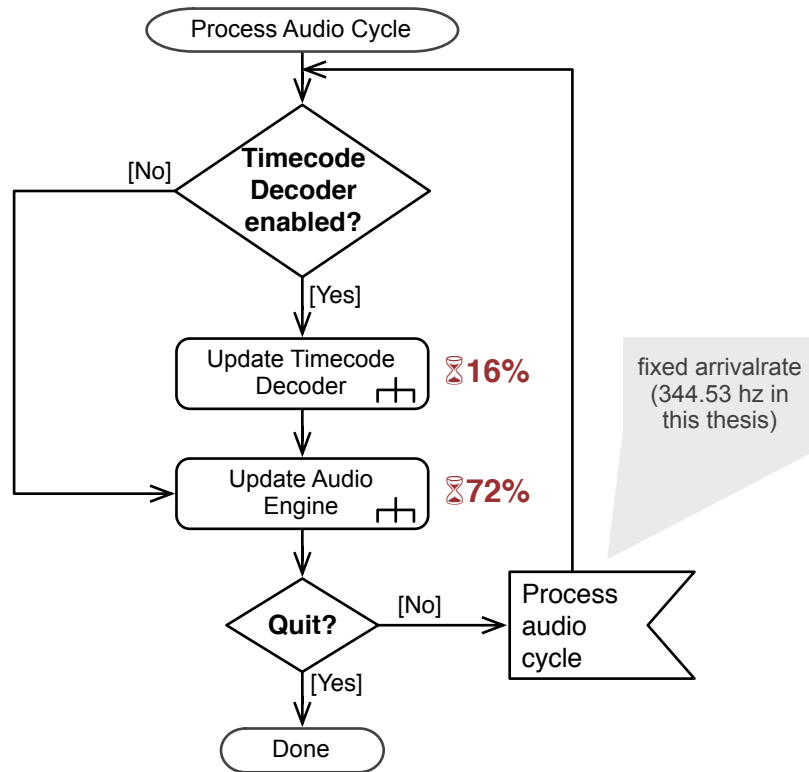 Process Audio Cycle
[No]
Timecode
Decoder
enabled?
[Yes]
Update Timecode
Decoder
16%
fixed arrivalrate
(344.53 hz in
this thesis)
Update Audio
Engine
72%
Quit?
[No]
Process
audio
cycle
[Yes]
Done